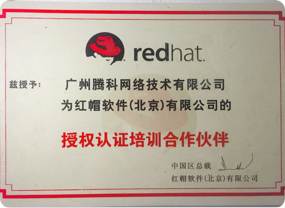 redhat.
兹授予:
广州腾科网络技术有限公司
为红帽软件(北京)有限公司的
授权认证培训合作伙伴
中国区总裁
红帽软件(北京)有限公司